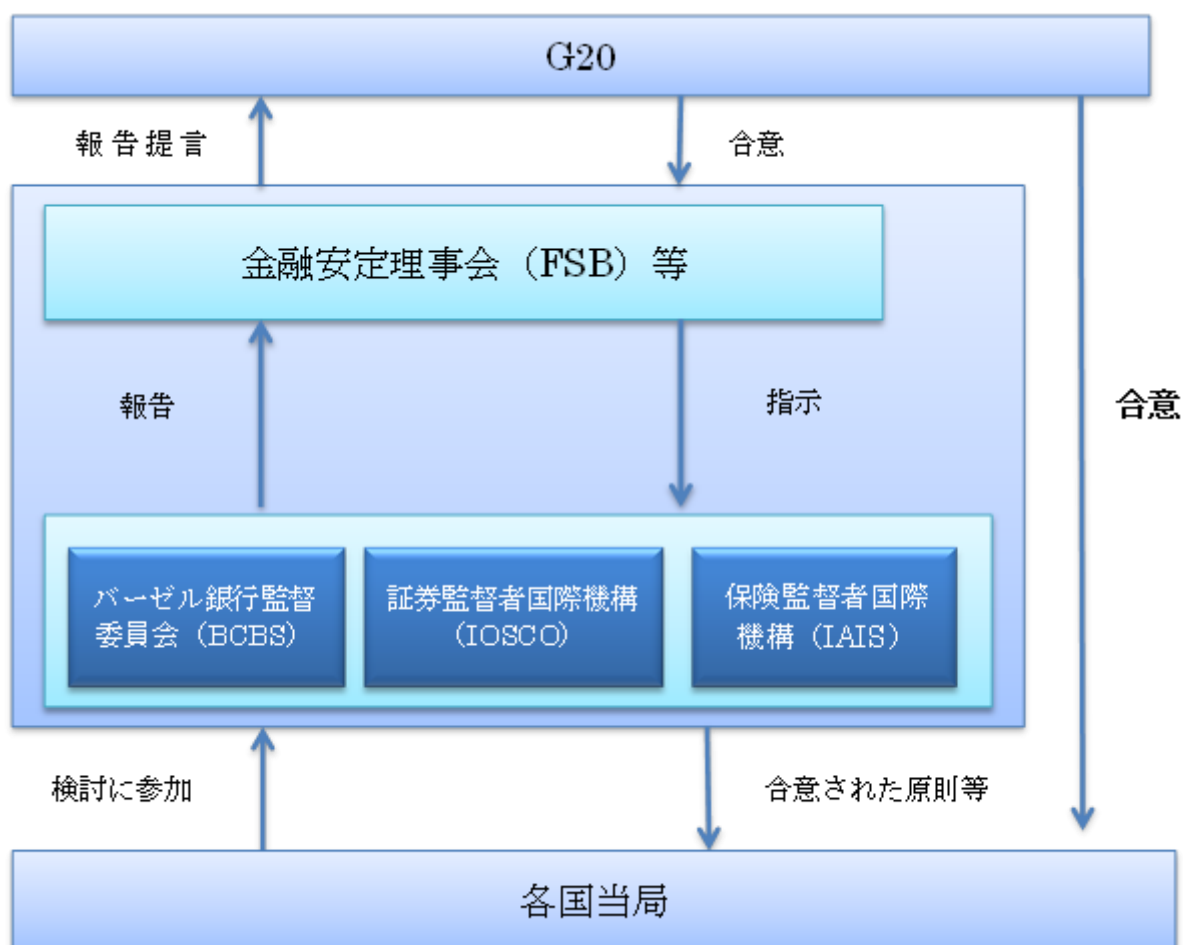 G20
報告提言
合意
金融安定理事会（FSB）等
報告
指示
合意
バーゼル銀行監督
委員会（BCBS）
証券監督者国際機構
（IOSCO）
保険監督者国際
機構（IAIS）
検討に参加
合意された原則等
各国当局